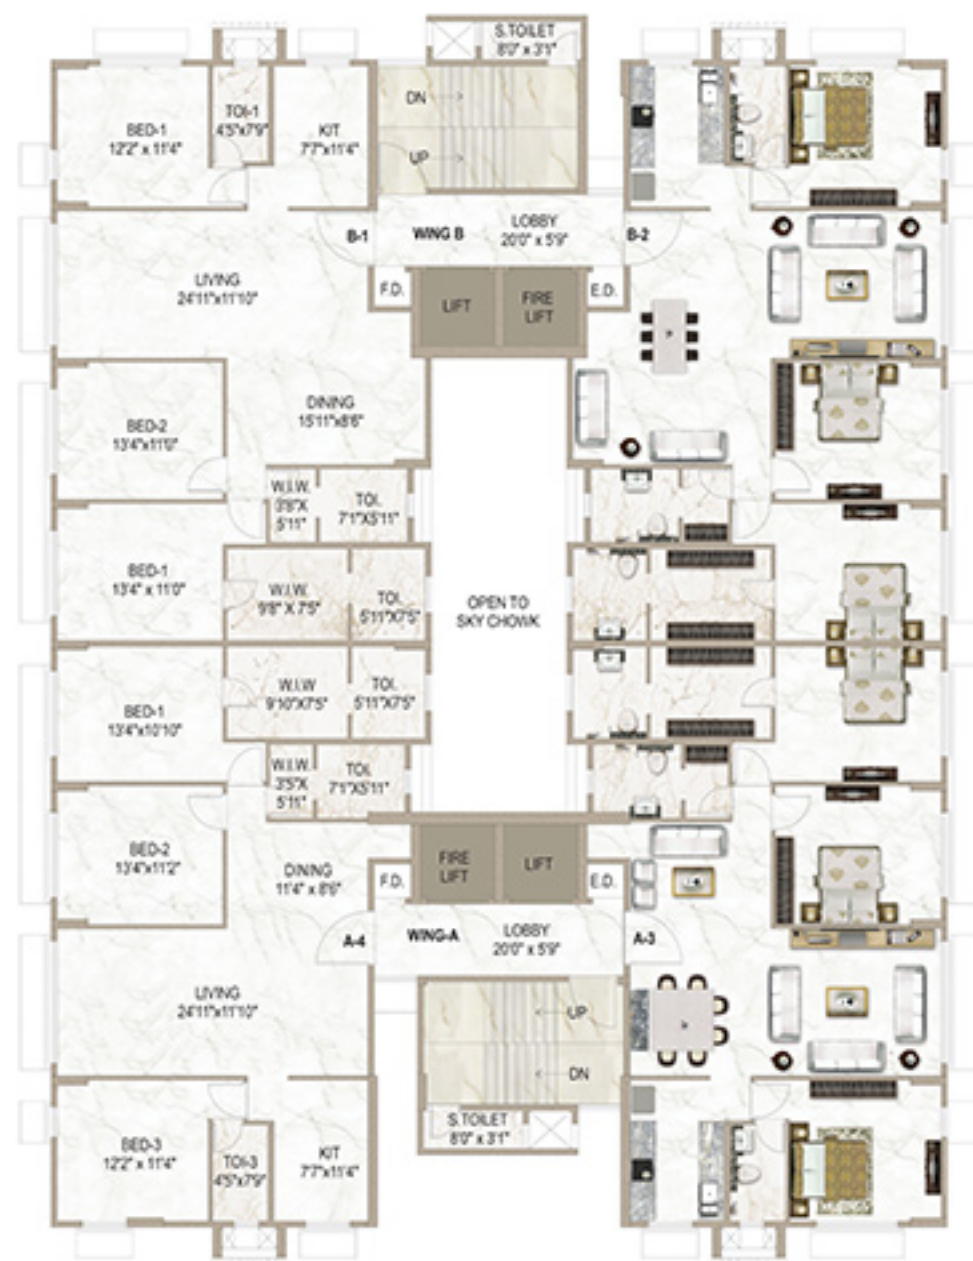 S.TOILET
8'0" x 3'1"
DN
UP
BED-1
12'2" x 11'4"
TOI-1
4'5"x7'9"
KIT
7'7"x11'4"
B-1
WING B
LOBBY
20'0" x 5'9"
B-2
LIVING
24'11"x11'10"
F.D.
LIFT
FIRE
LIFT
E.D.
DINING
15'11"x8'6"
BED-2
13'4"x11'0"
W.I.W.
3'8"X
5'11"
TOI.
7'1"X5'11"
BED-1
13'4" x 11'0"
W.I.W.
9'8" X 7'5"
TOI.
5'11"X7'5"
OPEN TO
SKY CHOWK
BED-1
13'4"x10'10"
W.I.W
9'10"X7'5"
TOI.
5'11"X7'5"
W.I.W.
3'5"X
5'11"
TOI.
7'1"X5'11"
BED-2
13'4"x11'2"
DINING
11'4" x 8'6"
F.D.
FIRE
LIFT
LIFT
E.D.
A-4
WING-A
LOBBY
20'0" x 5'9"
A-3
LIVING
24'11"x11'10"
UP
DN
S.TOILET
8'0" x 3'1"
BED-3
12'2" x 11'4"
TOI-3
4'5"x7'9"
KIT
7'7"x11'4"